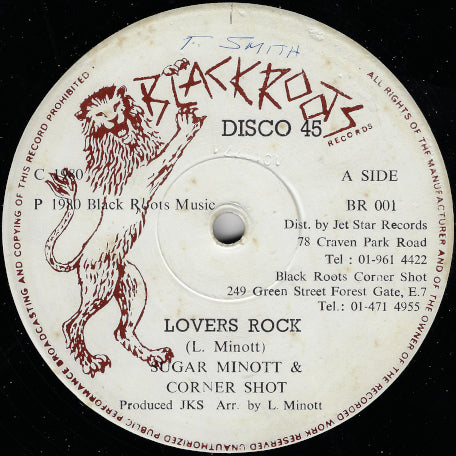 T. SMITH
BLACKROOTS
RECORDS
DISCO 45
C 1980
A SIDE
P 1980 Black Roots Music
BR 001
Dist. by Jet Star Records
78 Craven Park Road
Tel : 01-961 4422
Black Roots Corner Shot
249 Green Street Forest Gate, E.7
Tel.: 01-471 4955
LOVERS ROCK
(L. Minott)
SUGAR MINOTT &
CORNER SHOT
Produced JKS Arr. by L. Minott
ALL RIGHTS OF THE MANUFACTURER AND OF THE OWNER OF THE RECORDED WORK RESERVED UNAUTHORIZED PUBLIC PERFORMANCE BROADCASTING AND COPYING OF THIS RECORD PROHIBITED